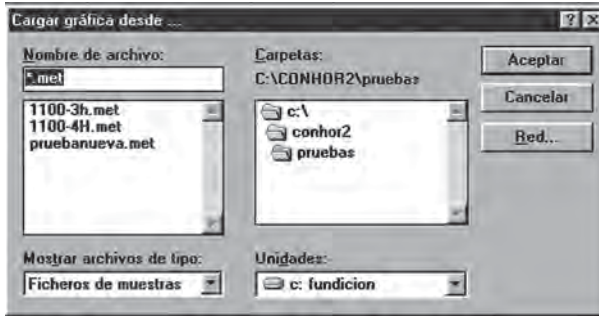 Cargar gráfica desde ...
Nombre de archivo:
*.met
1100-3h.met
1100-4H.met
pruebanueva.met
Mostrar archivos de tipo:
Ficheros de muestras
Carpetas:
C:\CONHOR2\pruebas
c:\
conhor2
pruebas
Unidades:
c: fundicion
Aceptar
Cancelar
Red...